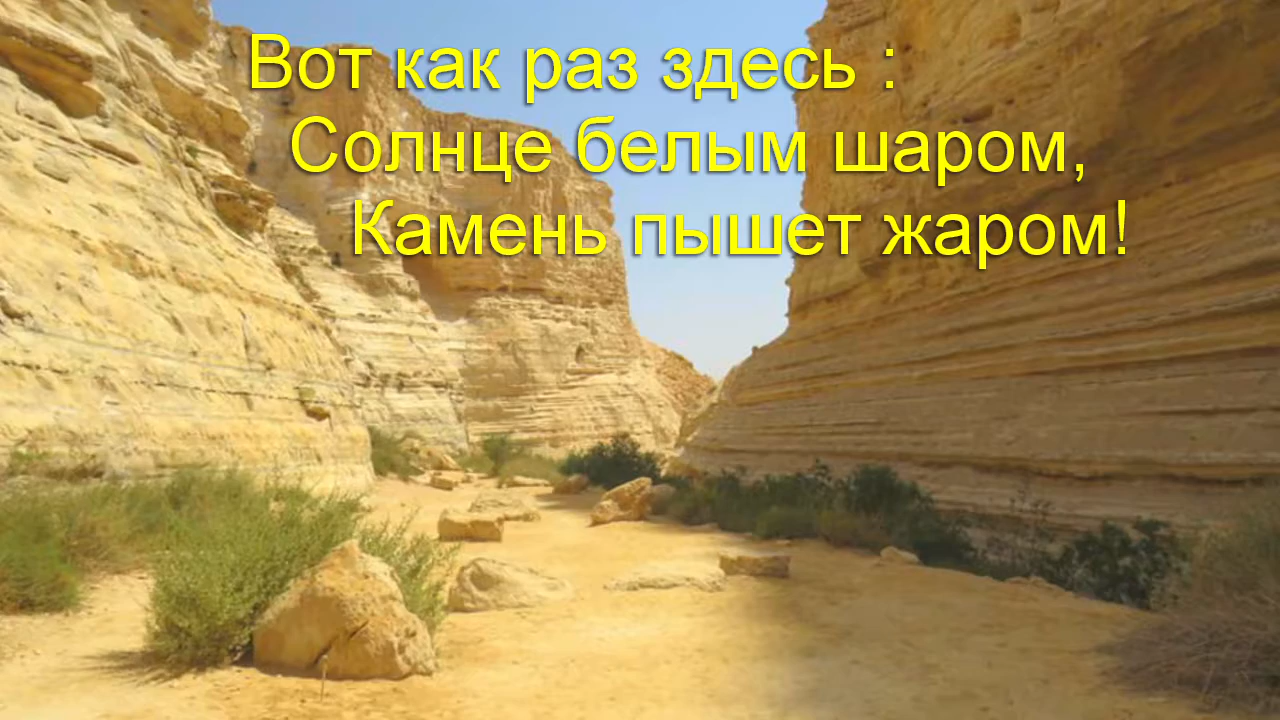 Вот как раз здесь :
Солнце белым шаром,
Камень пышет жаром!